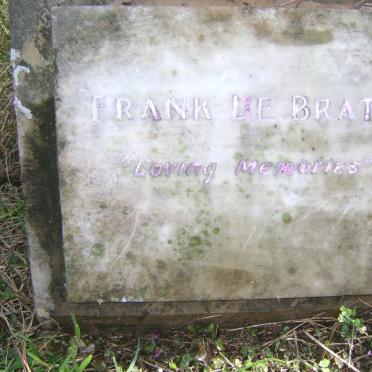 FRANK DE BRAT
"Loving Memories"